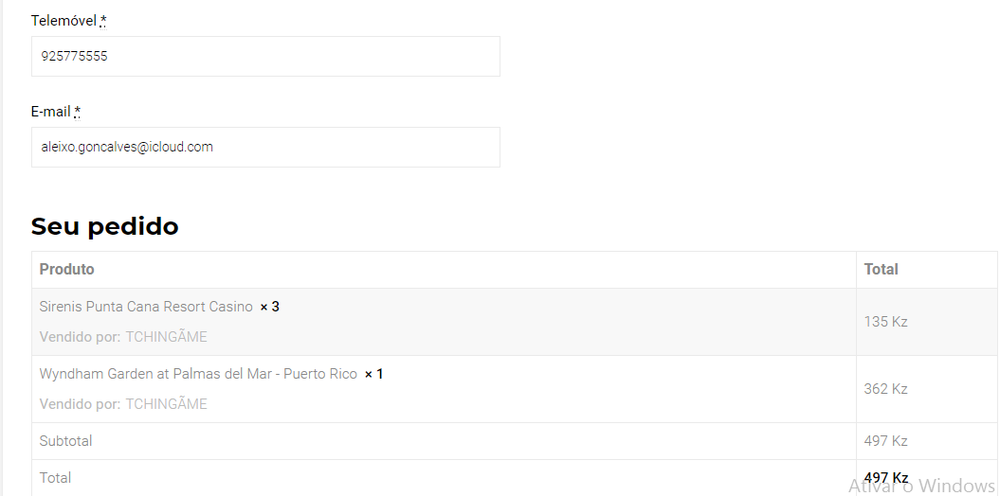 Telemóvel *
925775555
E-mail *
aleixo.goncalves@icloud.com
Seu pedido
Produto Total
Sirenis Punta Cana Resort Casino × 3
Vendido por: TCHINGÃME
135 Kz
Wyndham Garden at Palmas del Mar - Puerto Rico × 1
Vendido por: TCHINGÃME
362 Kz
Subtotal 497 Kz
Total 497 Kz
Ativar o Windows